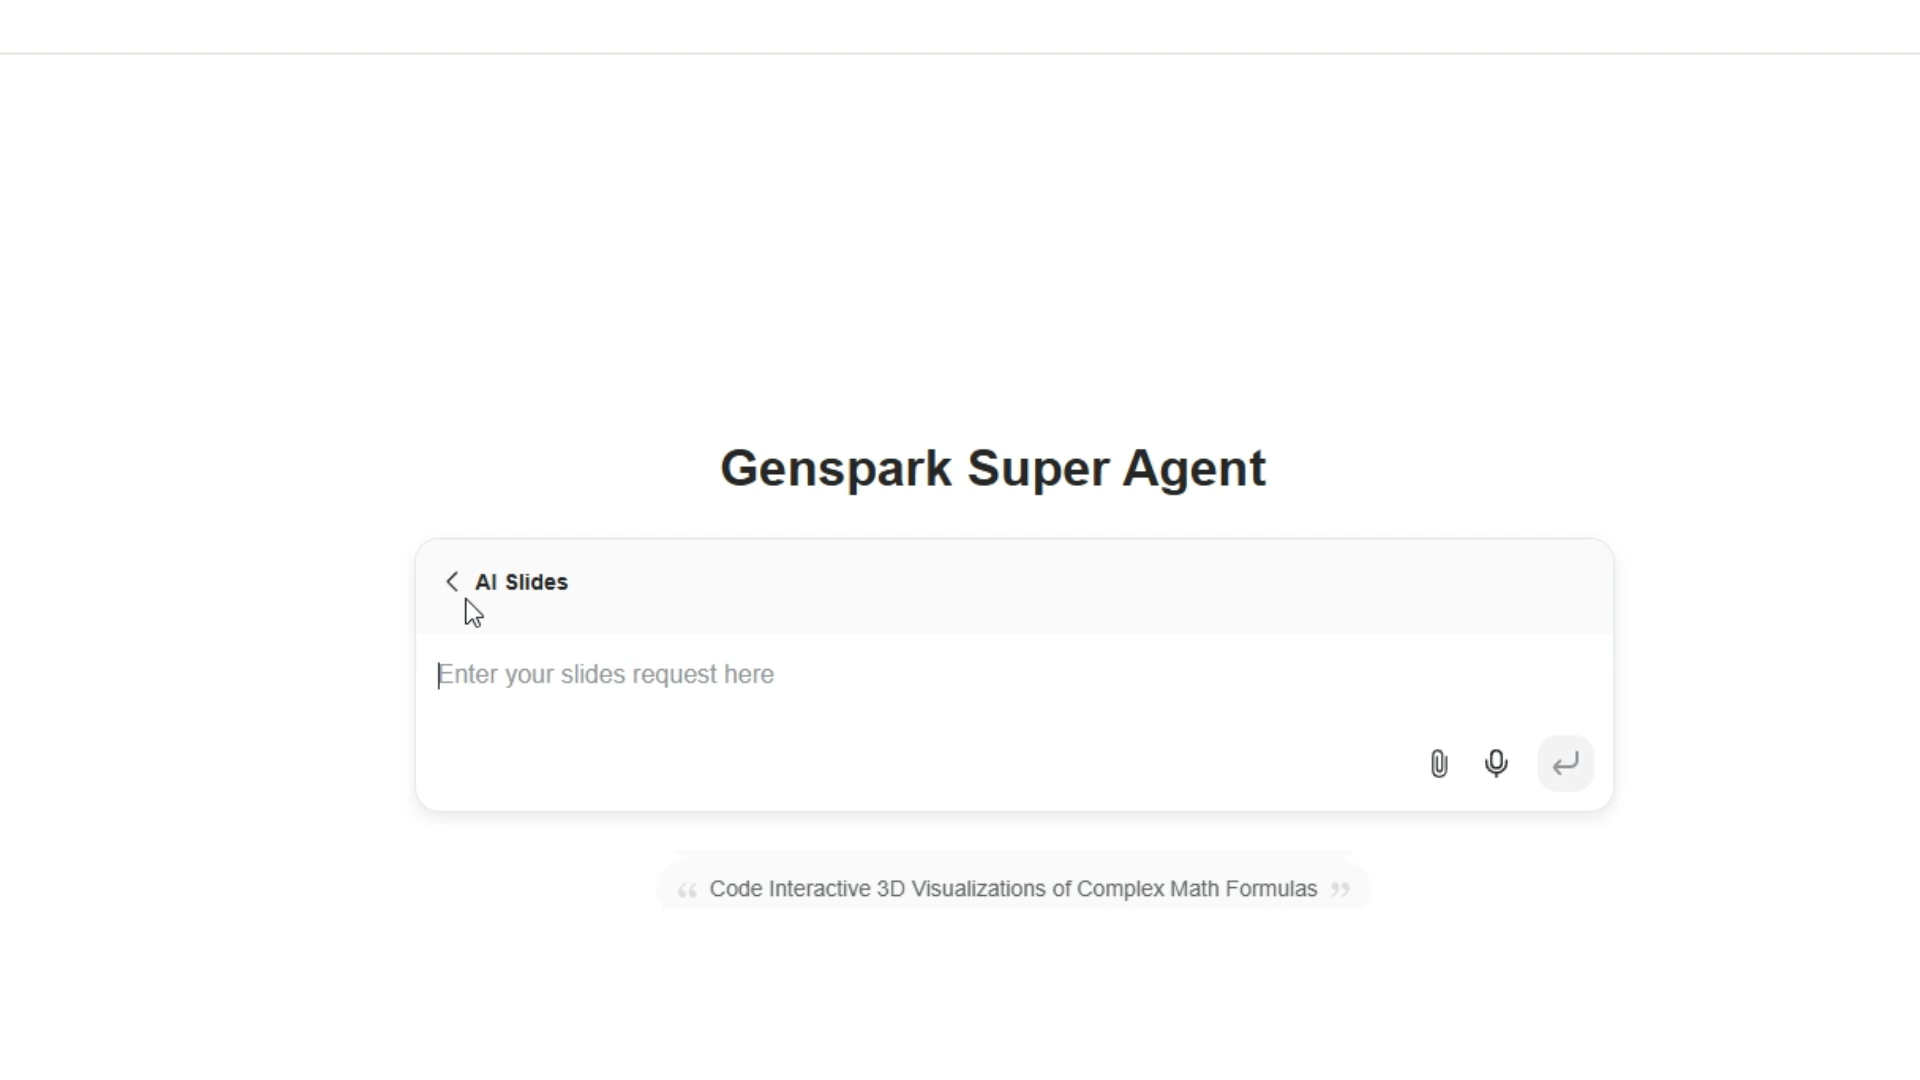 Genspark Super Agent
AI Slides
Enter your slides request here
“ Code Interactive 3D Visualizations of Complex Math Formulas ”